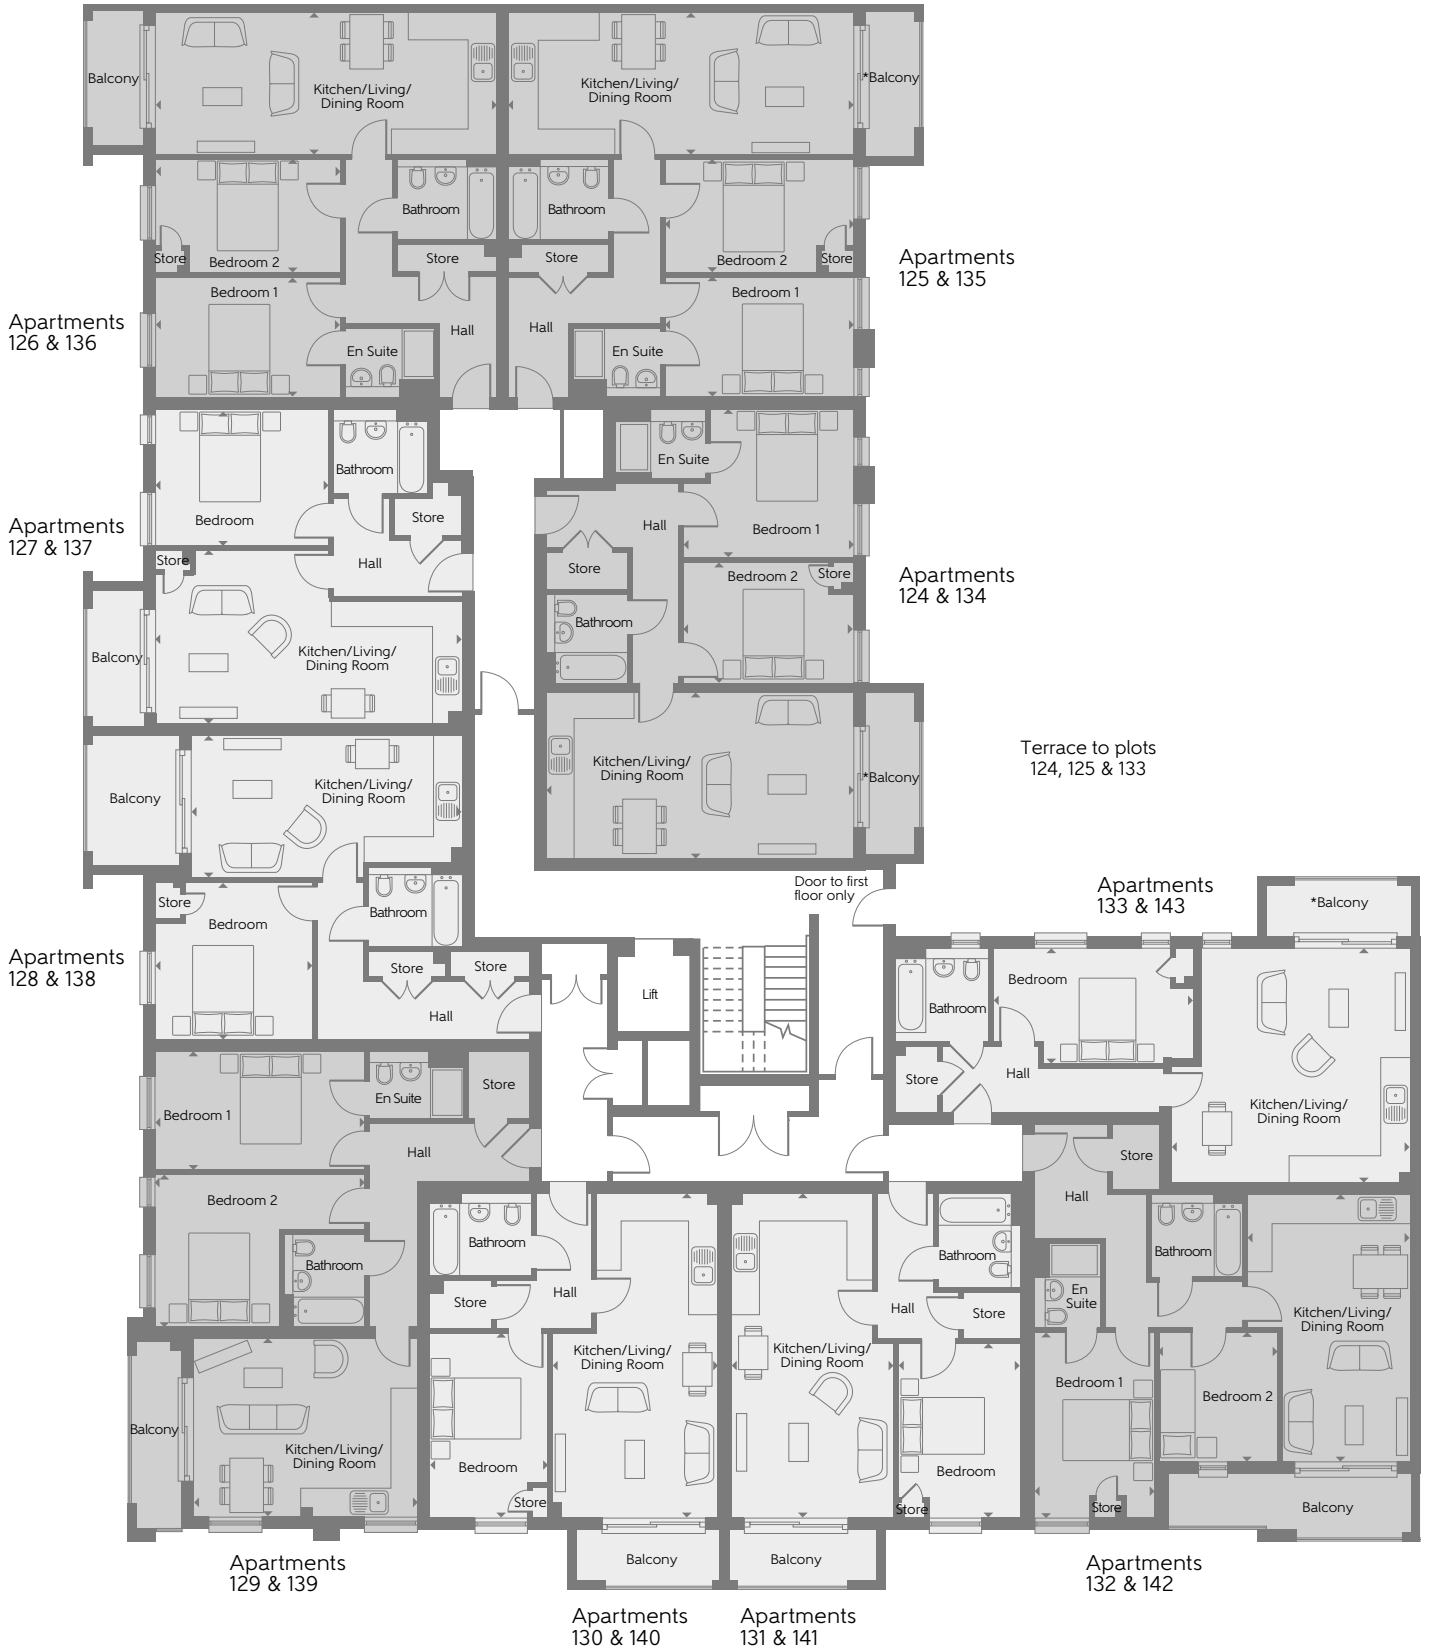 Balcony
Kitchen/Living/
Dining Room
Kitchen/Living/
Dining Room
*Balcony
Bathroom
Bathroom
Store
Bedroom 2
Store
Store
Bedroom 2
Store
Apartments
125 & 135
Bedroom 1
Bedroom 1
Apartments
126 & 136
Hall
Hall
En Suite
En Suite
Bathroom
En Suite
Bedroom
Store
Hall
Bedroom 1
Apartments
127 & 137
Store
Hall
Store
Bedroom 2
Store
Apartments
124 & 134
Bathroom
Balcony
Kitchen/Living/
Dining Room
Kitchen/Living/
Dining Room
*Balcony
Terrace to plots
124, 125 & 133
Balcony
Kitchen/Living/
Dining Room
Door to first
floor only
Apartments
133 & 143
*Balcony
Store
Bedroom
Bathroom
Apartments
128 & 138
Store
Store
Hall
Lift
Bathroom
Bedroom
Store
Hall
Kitchen/Living/
Dining Room
Bedroom 1
En Suite
Store
Hall
Store
Hall
Bedroom 2
Bathroom
Bathroom
Store
Hall
Bathroom
Hall
Store
Bathroom
En
Suite
Kitchen/Living/
Dining Room
Kitchen/Living/
Dining Room
Kitchen/Living/
Dining Room
Bedroom 1
Bedroom 2
Balcony
Kitchen/Living/
Dining Room
Bedroom
Store
Bedroom
Store
Store
Balcony
Apartments
129 & 139
Balcony
Balcony
Apartments
132 & 142
Apartments
130 & 140
Apartments
131 & 141